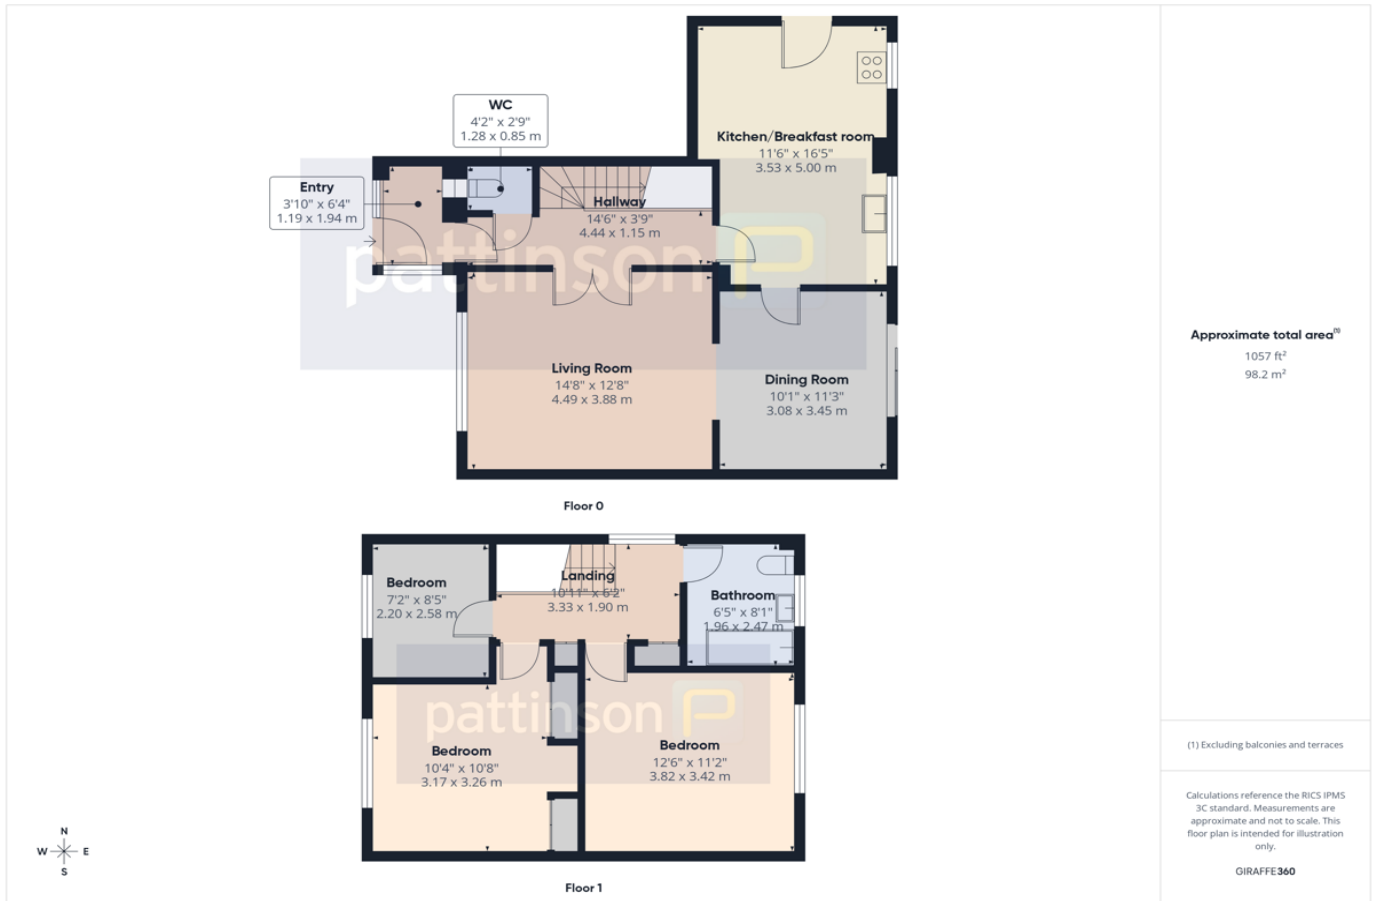 WC
4'2" x 2'9"
1.28 x 0.85 m
Kitchen/Breakfast room
11'6" x 16'5"
3.53 x 5.00 m
Entry
3'10" x 6'4"
1.19 x 1.94 m
Hallway
14'6" x 3'9"
4.44 x 1.15 m
pattinson
Living Room
14'8" x 12'8"
4.49 x 3.88 m
Dining Room
10'1" x 11'3"
3.08 x 3.45 m
Floor 0
Approximate total area(1)
1057 ft²
98.2 m²
Bedroom
7'2" x 8'5"
2.20 x 2.58 m
Landing
10'11" x 6'2"
3.33 x 1.90 m
Bathroom
6'5" x 8'1"
1.96 x 2.47 m
pattinson
Bedroom
10'4" x 10'8"
3.17 x 3.26 m
Bedroom
12'6" x 11'2"
3.82 x 3.42 m
Floor 1
N
W E
S
(1) Excluding balconies and terraces
Calculations reference the RICS IPMS
3C standard. Measurements are
approximate and not to scale. This
floor plan is intended for illustration
only.
GIRAFFE360